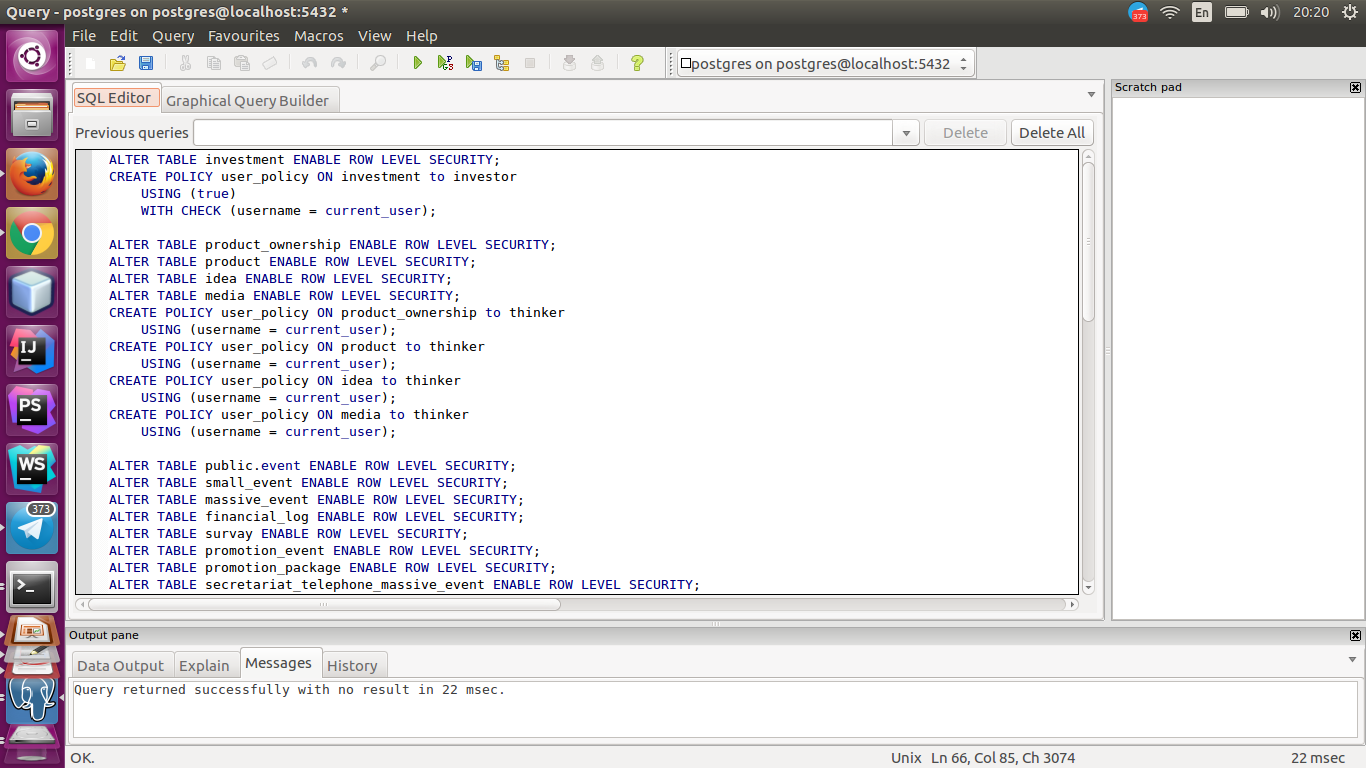 Query - postgres on postgres@localhost:5432 *
373
En
20:20
File Edit Query Favourites Macros View Help
postgres on postgres@localhost:5432
SQL Editor
Graphical Query Builder
Scratch pad
Previous queries
Delete
Delete All
ALTER TABLE investment ENABLE ROW LEVEL SECURITY;
CREATE POLICY user_policy ON investment to investor
USING (true)
WITH CHECK (username = current_user);
ALTER TABLE product_ownership ENABLE ROW LEVEL SECURITY;
ALTER TABLE product ENABLE ROW LEVEL SECURITY;
ALTER TABLE idea ENABLE ROW LEVEL SECURITY;
ALTER TABLE media ENABLE ROW LEVEL SECURITY;
CREATE POLICY user_policy ON product_ownership to thinker
USING (username = current_user);
CREATE POLICY user_policy ON product to thinker
USING (username = current_user);
CREATE POLICY user_policy ON idea to thinker
USING (username = current_user);
CREATE POLICY user_policy ON media to thinker
USING (username = current_user);
ALTER TABLE public.event ENABLE ROW LEVEL SECURITY;
ALTER TABLE small_event ENABLE ROW LEVEL SECURITY;
ALTER TABLE massive_event ENABLE ROW LEVEL SECURITY;
ALTER TABLE financial_log ENABLE ROW LEVEL SECURITY;
ALTER TABLE survay ENABLE ROW LEVEL SECURITY;
ALTER TABLE promotion_event ENABLE ROW LEVEL SECURITY;
ALTER TABLE promotion_package ENABLE ROW LEVEL SECURITY;
ALTER TABLE secretariat_telephone_massive_event ENABLE ROW LEVEL SECURITY;
IJ
PS
WS
373
>_
Output pane
Data Output
Explain
Messages
History
Query returned successfully with no result in 22 msec.
OK.
Unix
Ln 66, Col 85, Ch 3074
22 msec